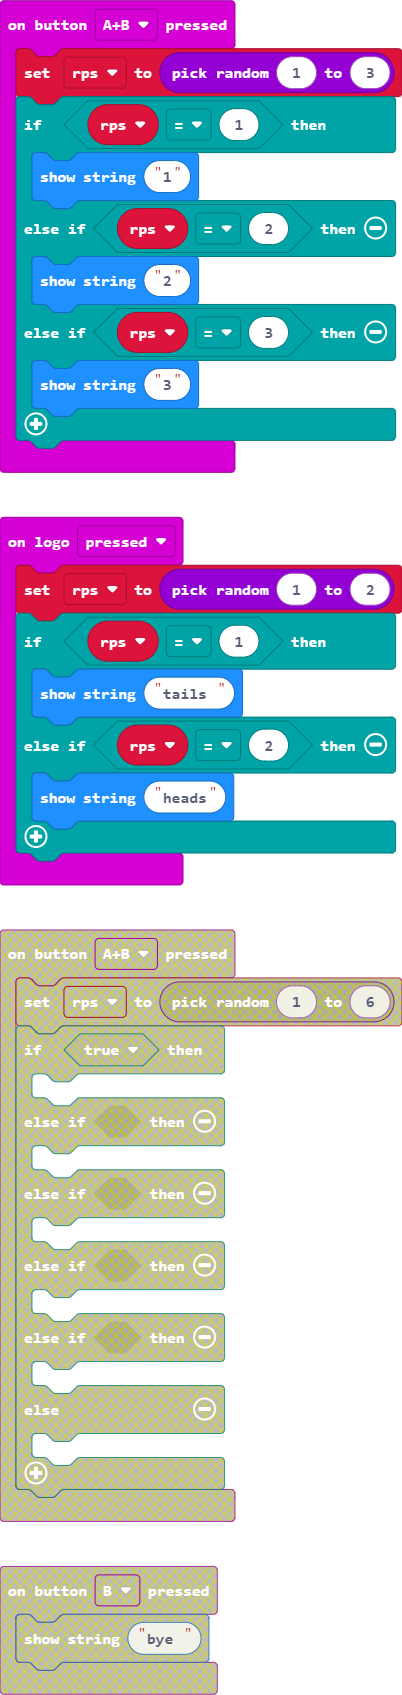 on button A+B pressed
set rps to pick random 1 to 3
if rps = 1 then
show string "1"
else if rps = 2 then
show string "2"
else if rps = 3 then
show string "3"
on logo pressed
set rps to pick random 1 to 2
if rps = 1 then
show string "tails "
else if rps = 2 then
show string "heads"
on button A+B pressed
set rps to pick random 1 to 6
if true then
else if then
else if then
else if then
else if then
else
on button B pressed
show string "bye "